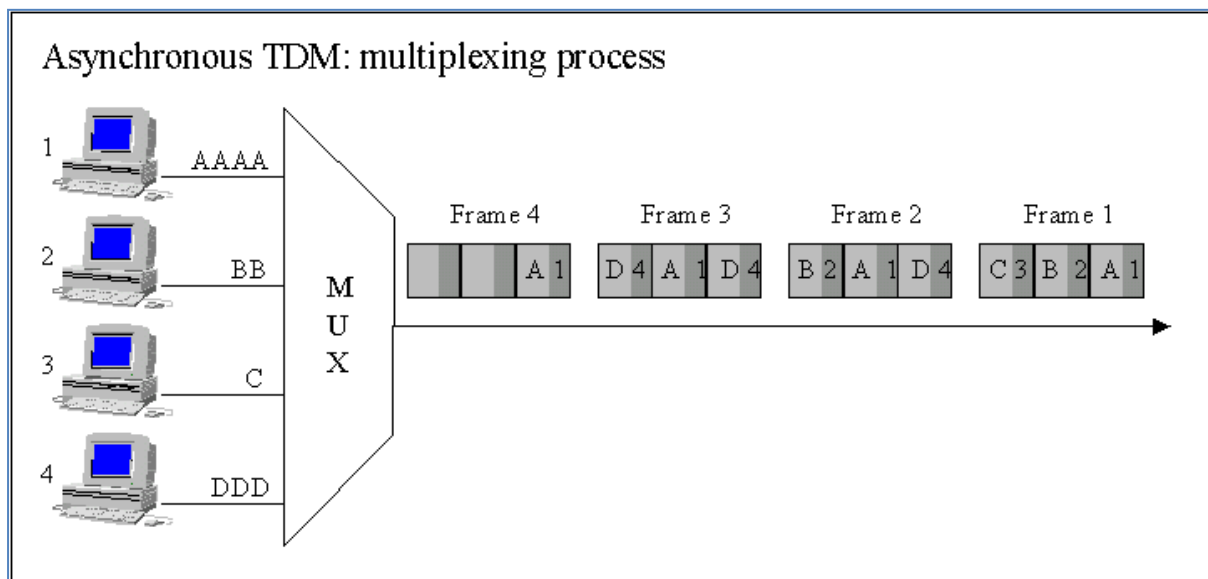 Asynchronous TDM: multiplexing process
1
AAAA
2
BB
3
C
4
DDD
M
U
X
Frame 4 Frame 3 Frame 2 Frame 1
A 1 D 4 A 1 D 4 B 2 A 1 D 4 C 3 B 2 A 1